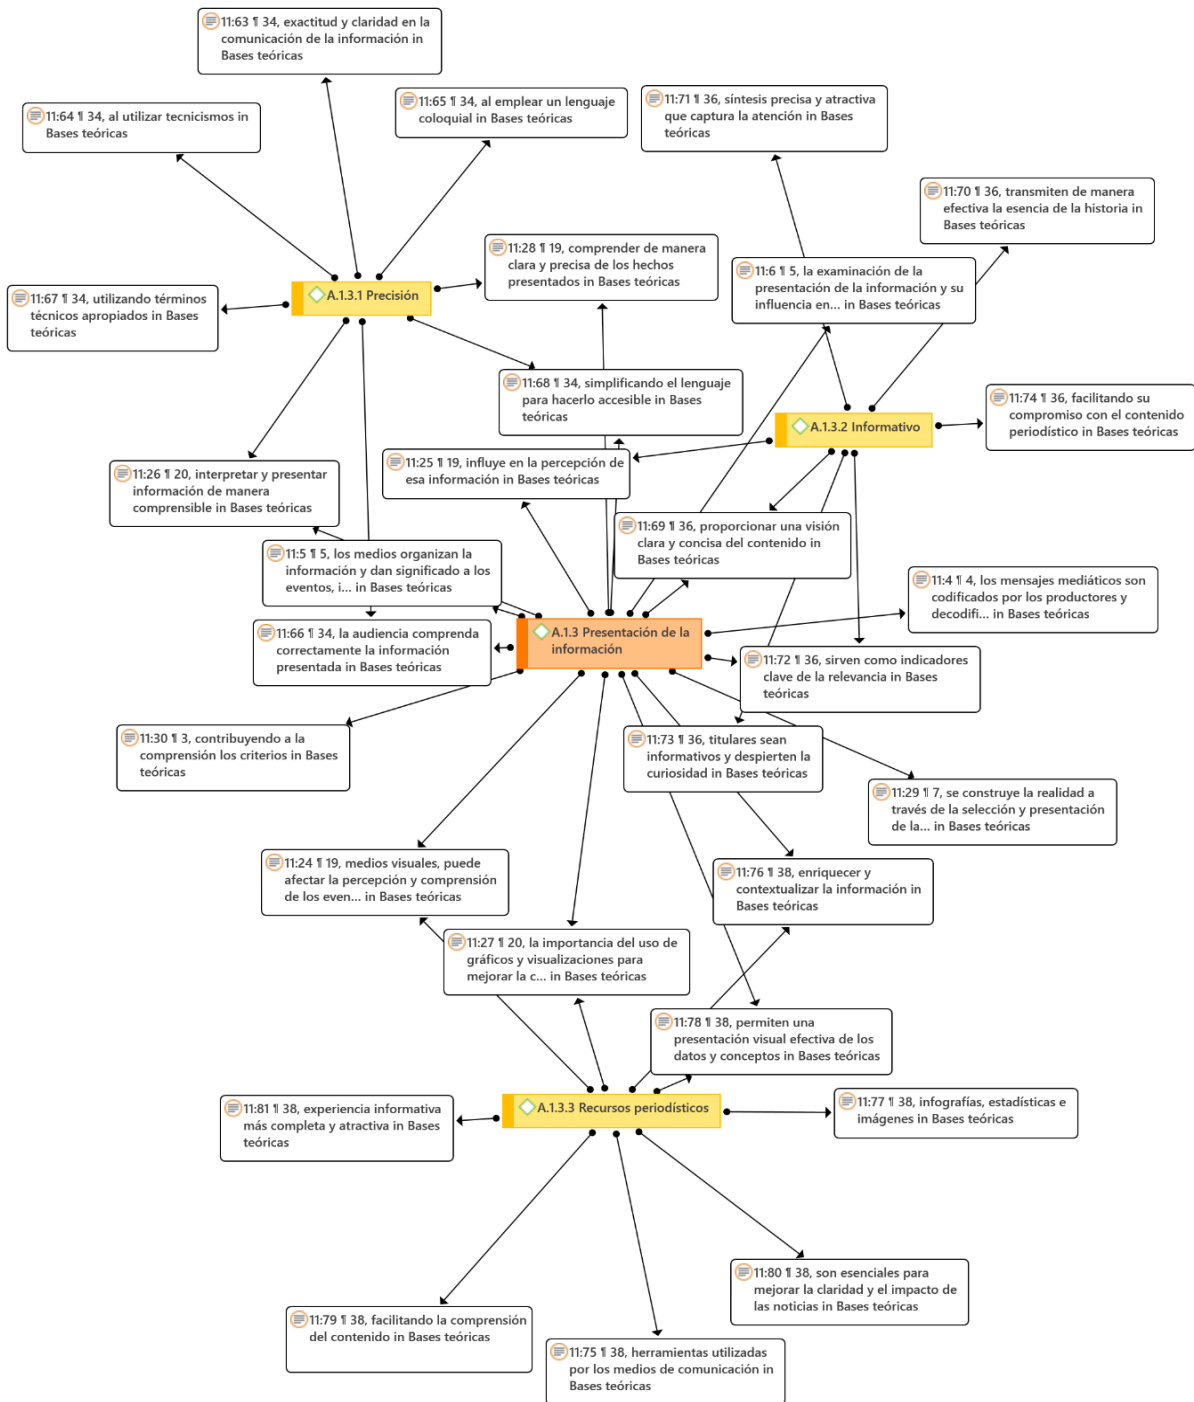 11:63 ¶ 34, exactitud y claridad en la
comunicación de la información in
Bases teóricas
11:64 ¶ 34, al utilizar tecnicismos in
Bases teóricas
11:65 ¶ 34, al emplear un lenguaje
coloquial in Bases teóricas
11:71 ¶ 36, síntesis precisa y atractiva
que captura la atención in Bases
teóricas
11:70 ¶ 36, transmiten de manera
efectiva la esencia de la historia in
Bases teóricas
11:28 ¶ 19, comprender de manera
clara y precisa de los hechos
presentados in Bases teóricas
11:6 ¶ 5, la examinación de la
presentación de la información y su
influencia en... in Bases teóricas
A.1.3.1 Precisión
11:67 ¶ 34, utilizando términos
técnicos apropiados in Bases
teóricas
11:68 ¶ 34, simplificando el lenguaje
para hacerlo accesible in Bases
teóricas
A.1.3.2 Informativo
11:74 ¶ 36, facilitando su
compromiso con el contenido
periodístico in Bases teóricas
11:25 ¶ 19, influye en la percepción de
esa información in Bases teóricas
11:26 ¶ 20, interpretar y presentar
información de manera
comprensible in Bases teóricas
11:69 ¶ 36, proporcionar una visión
clara y concisa del contenido in
Bases teóricas
11:5 ¶ 5, los medios organizan la
información y dan significado a los
eventos, i... in Bases teóricas
11:4 ¶ 4, los mensajes mediáticos son
codificados por los productores y
decodifi... in Bases teóricas
11:66 ¶ 34, la audiencia comprenda
correctamente la información
presentada in Bases teóricas
A.1.3 Presentación de la
información
11:72 ¶ 36, sirven como indicadores
clave de la relevancia in Bases
teóricas
11:30 ¶ 3, contribuyendo a la
comprensión los criterios in Bases
teóricas
11:73 ¶ 36, titulares sean
informativos y despierten la
curiosidad in Bases teóricas
11:29 ¶ 7, se construye la realidad a
través de la selección y presentación
de la... in Bases teóricas
11:24 ¶ 19, medios visuales, puede
afectar la percepción y comprensión
de los even... in Bases teóricas
11:76 ¶ 38, enriquecer y
contextualizar la información in
Bases teóricas
11:27 ¶ 20, la importancia del uso de
gráficos y visualizaciones para
mejorar la c... in Bases teóricas
11:78 ¶ 38, permiten una
presentación visual efectiva de los
datos y conceptos in Bases teóricas
11:81 ¶ 38, experiencia informativa
más completa y atractiva in Bases
teóricas
A.1.3.3 Recursos periodísticos
11:77 ¶ 38, infografías, estadísticas e
imágenes in Bases teóricas
11:80 ¶ 38, son esenciales para
mejorar la claridad y el impacto de
las noticias in Bases teóricas
11:79 ¶ 38, facilitando la comprensión
del contenido in Bases teóricas
11:75 ¶ 38, herramientas utilizadas
por los medios de comunicación in
Bases teóricas